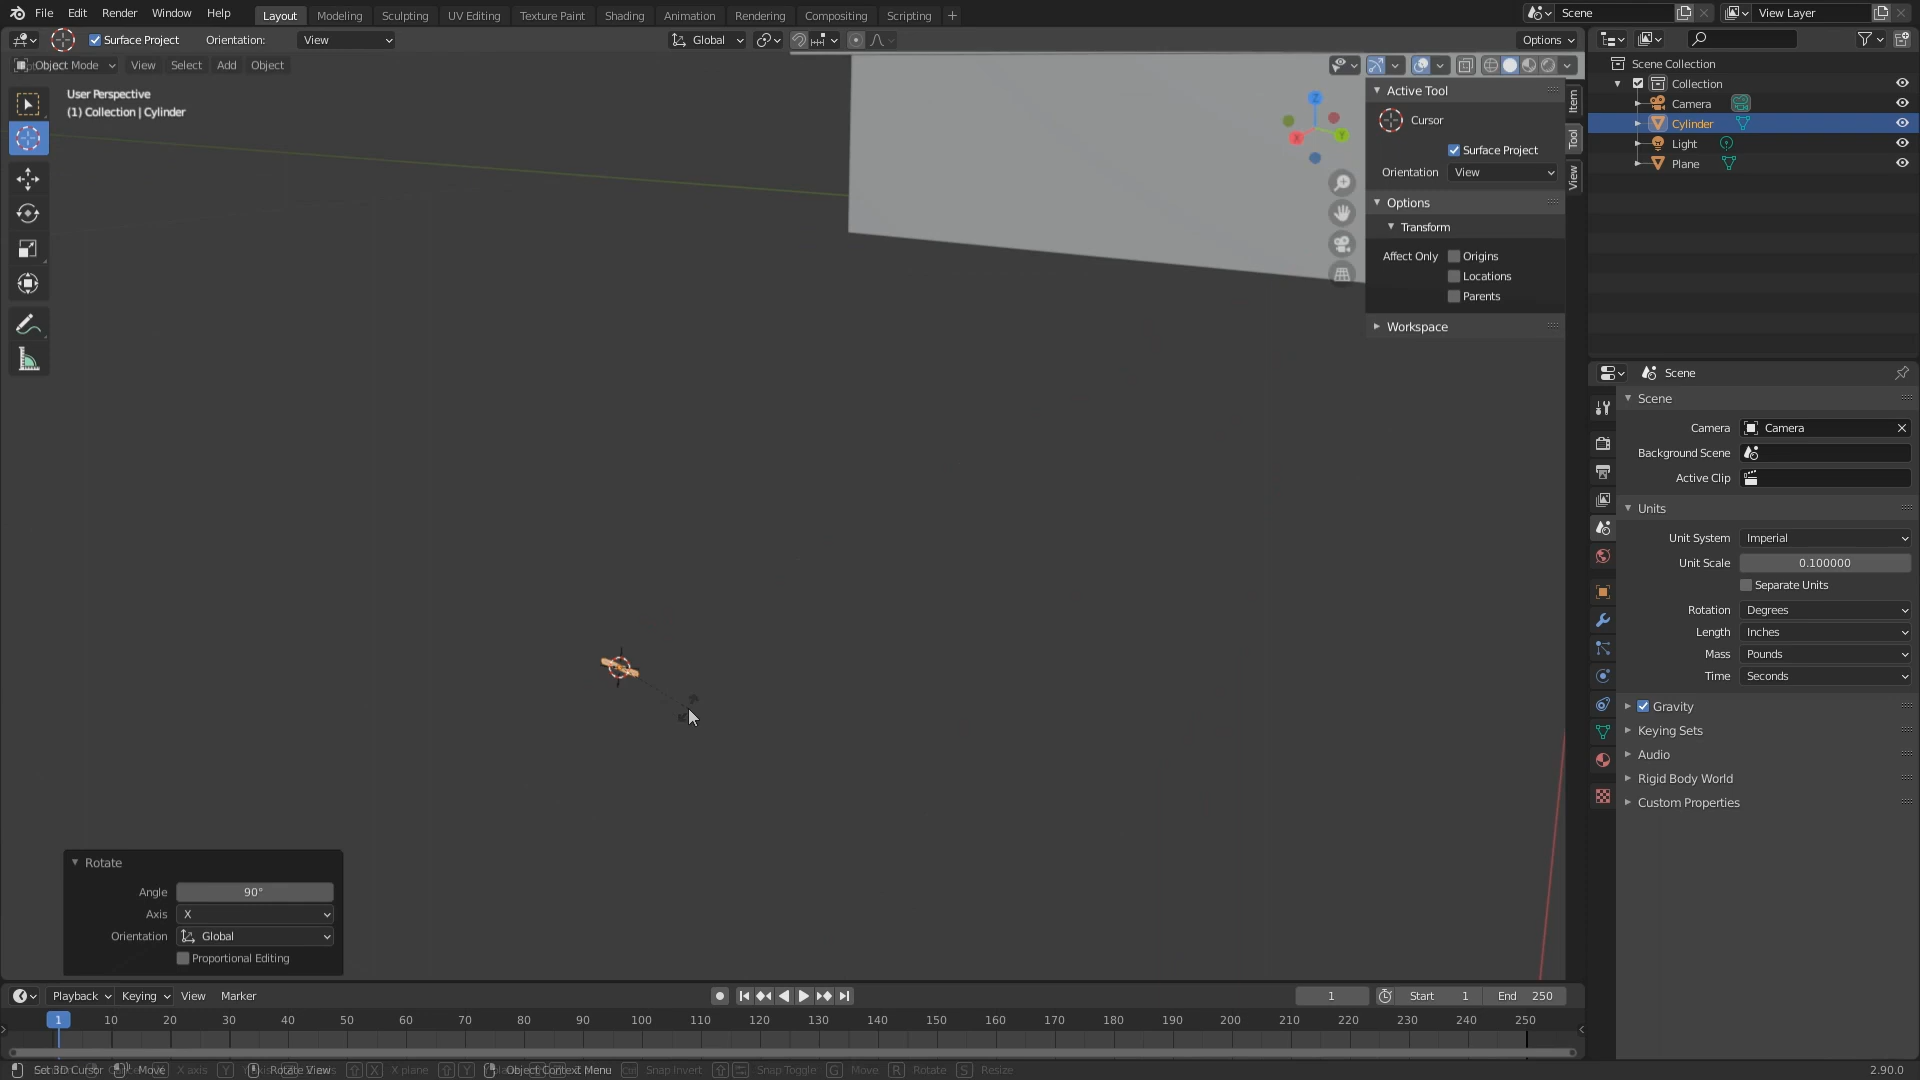 File Edit Render Window Help Layout Modeling Sculpting UV Editing Texture Paint Shading Animation Rendering Compositing Scripting + Scene View Layer
Surface Project Orientation: View Global Options
Object Mode View Select Add Object
User Perspective
(1) Collection | Cylinder
Active Tool
Cursor
Surface Project
Orientation View
Options
Transform
Affect Only Origins
Locations
Parents
Workspace
Item
Tool
View
X
Y
Z
Scene Collection
Collection
Camera
Cylinder
Light
Plane
Scene
Scene
Camera Camera
Background Scene
Active Clip
Units
Unit System Imperial
Unit Scale 0.100000
Separate Units
Rotation Degrees
Length Inches
Mass Pounds
Time Seconds
Gravity
Keying Sets
Audio
Rigid Body World
Custom Properties
Rotate
Angle 90°
Axis X
Orientation Global
Proportional Editing
Playback Keying View Marker 1 Start 1 End 250
1 10 20 30 40 50 60 70 80 90 100 110 120 130 140 150 160 170 180 190 200 210 220 230 240 250
Set 3D Cursor Move X axis Y Rotate View X X plane Y Object Context Menu Snap Invert Snap Toggle G Move R Rotate S Resize 2.90.0